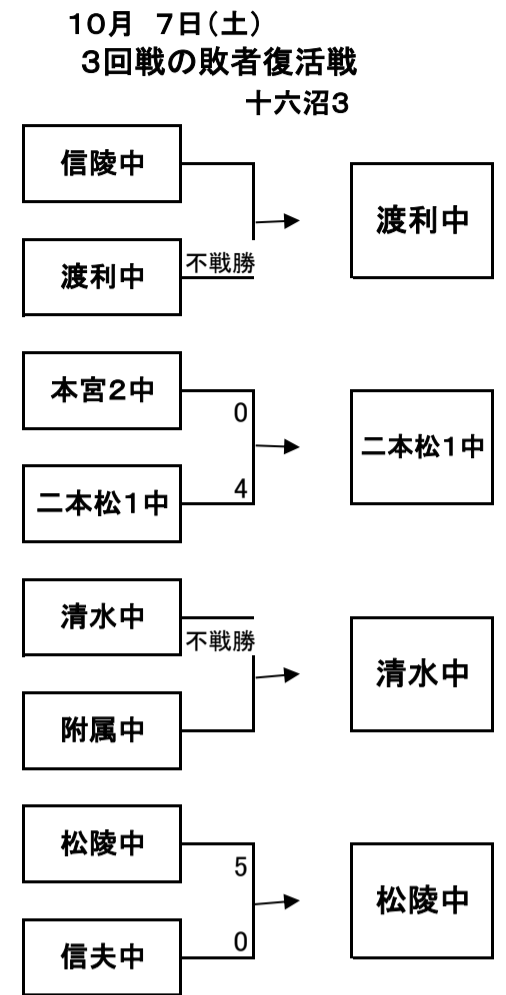 １０月　７日（土）
３回戦の敗者復活戦
十六沼３
信陵中
渡利中
不戦勝
渡利中
本宮２中
0
二本松１中
4
二本松１中
清水中
不戦勝
附属中
清水中
松陵中
5
信夫中
0
松陵中